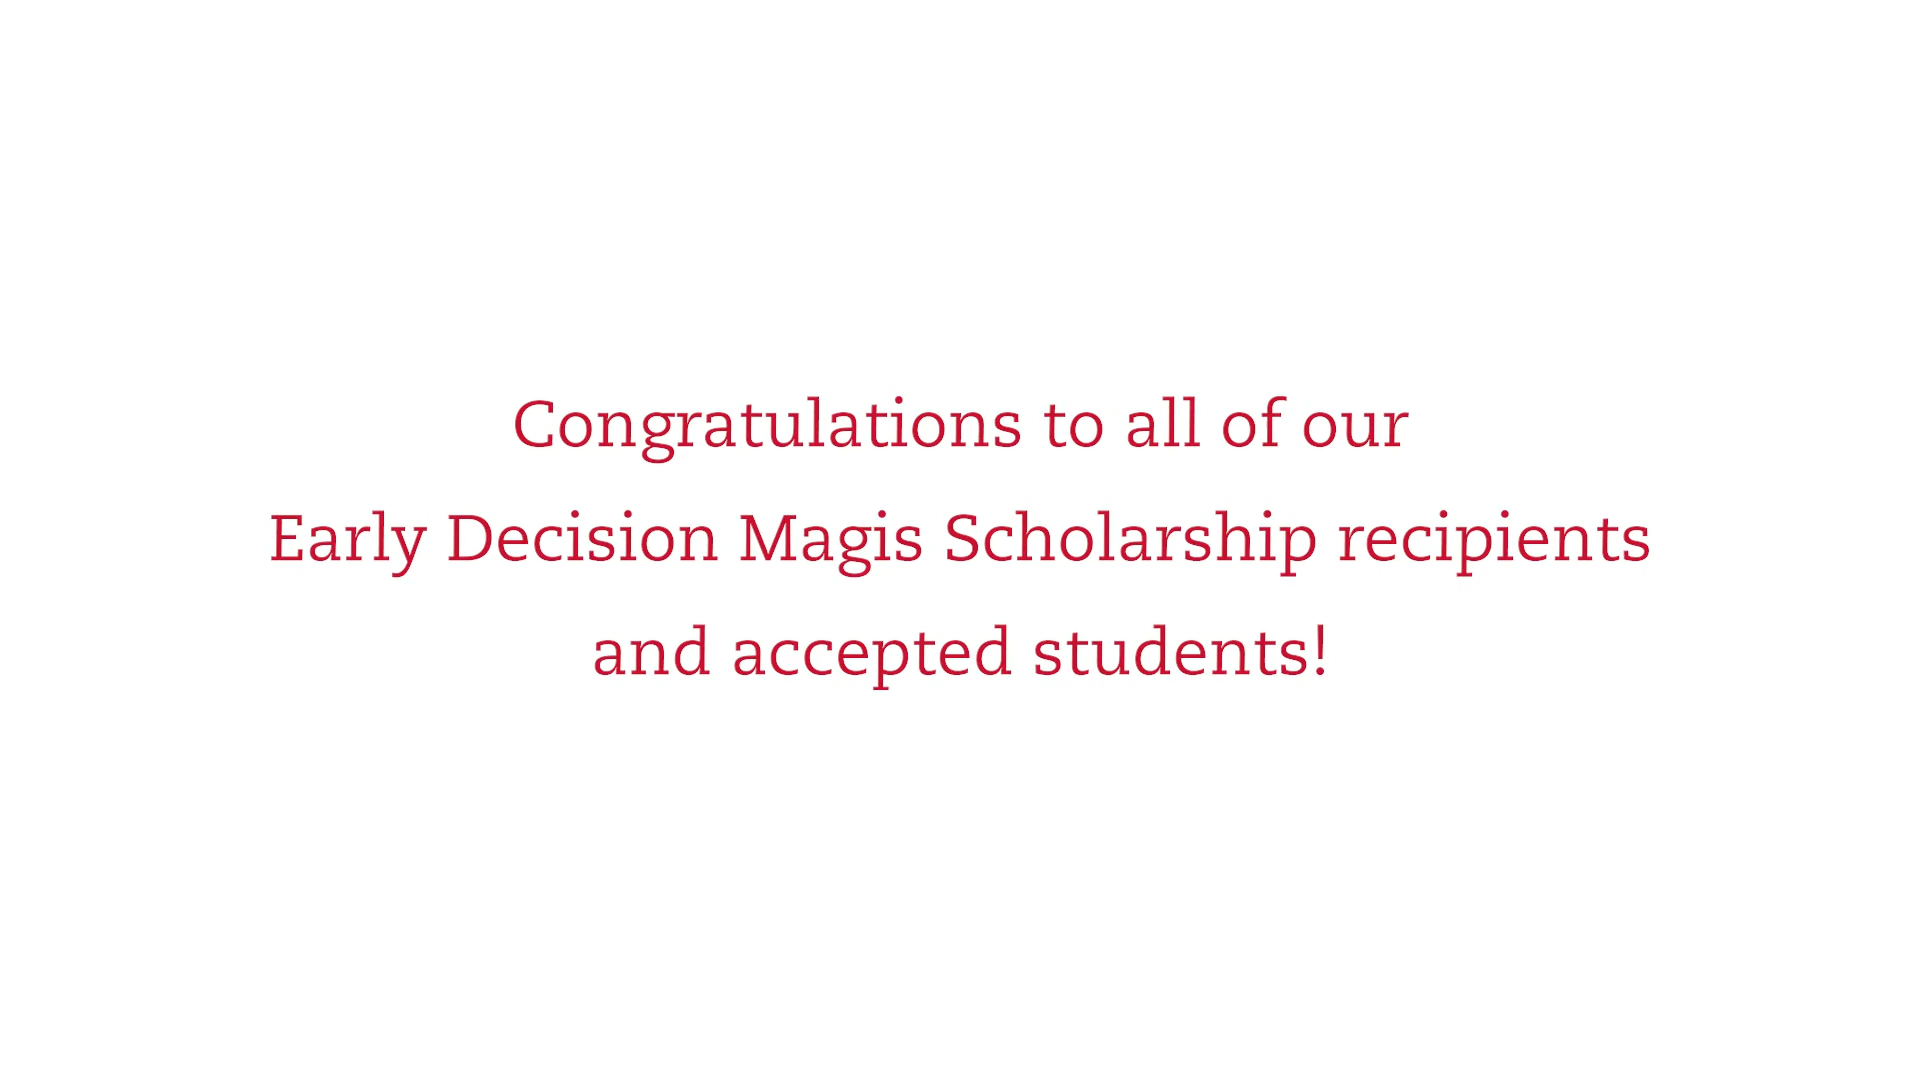 Congratulations to all of our
Early Decision Magis Scholarship recipients
and accepted students!